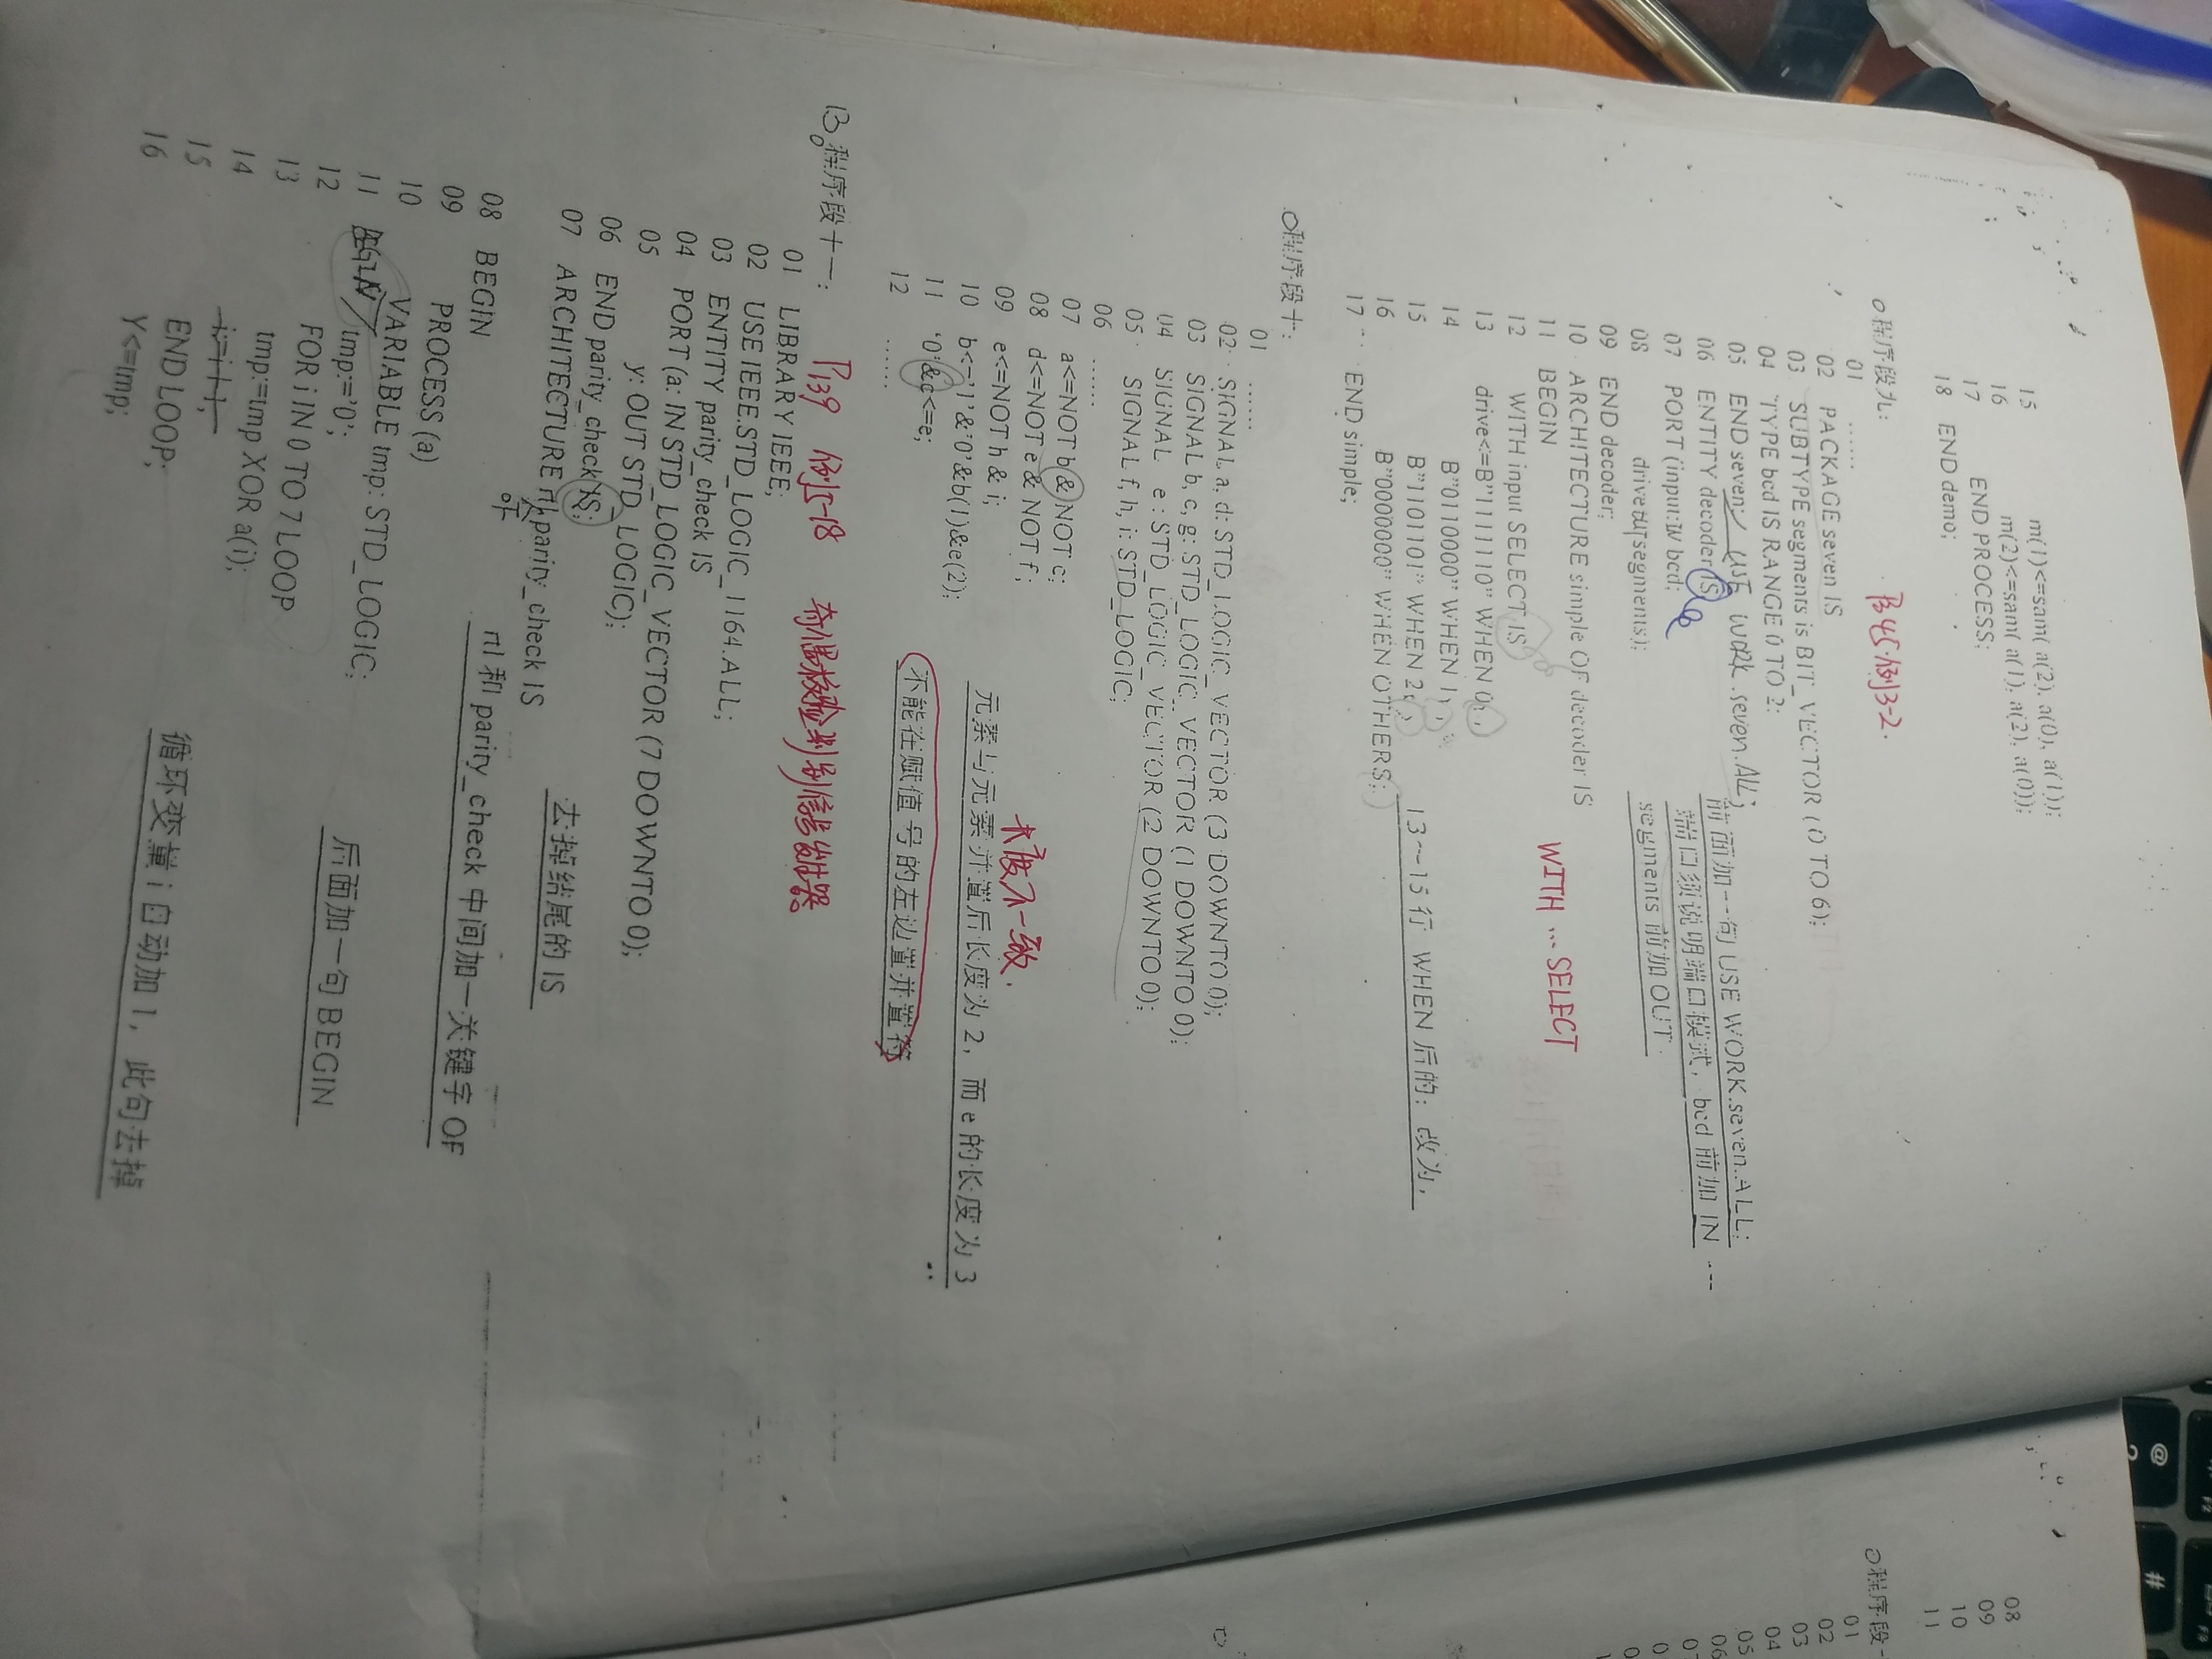 15 m(1)<=sam( a(2), a(0), a(1));
16 m(2)<=sam( a(1), a(2), a(0));
17 END PROCESS;
18 END demo;
程序段九: P45 例3-2.
01 ......
02 PACKAGE seven IS
03 SUBTYPE segments is BIT_VECTOR (0 TO 6);
04 TYPE bcd IS RANGE 0 TO 2;
05 END seven; USE WORK.seven.ALL; 前面加一句 USE WORK.seven.ALL;
06 ENTITY decoder IS 端口须说明端口模式, bcd 前加 IN
07 PORT (input:IN bcd; segments 前加 OUT
08 drive:OUT segments);
09 END decoder;
10 ARCHITECTURE simple OF decoder IS
11 BEGIN WITH ... SELECT
12 WITH input SELECT IS
13 drive<=B"1111110" WHEN 0;,
14 B"0110000" WHEN 1;,
15 B"1101101" WHEN 2;, 13~15 行 WHEN 后的; 改为,
16 B"0000000" WHEN OTHERS;
17 END simple;
程序段十:
01 ......
02 SIGNAL a, d: STD_LOGIC_VECTOR (3 DOWNTO 0);
03 SIGNAL b, c, g: STD_LOGIC_VECTOR (1 DOWNTO 0);
04 SIGNAL e : STD_LOGIC_VECTOR (2 DOWNTO 0);
05 SIGNAL f, h, i: STD_LOGIC;
06 ......
07 a<=NOT b & NOT c;
08 d<=NOT e & NOT f ;
09 e<=NOT h & i; 长度不一致.
10 b<='1'&'0'&b(1)&e(2); 元素与元素并置后长度为 2, 而 e 的长度为 3
11 '0'&c<=e; 不能在赋值号的左边置并置符
12 ......
程序段十一: P139 例5-18 奇偶校验判别信号发生器
01 LIBRARY IEEE;
02 USE IEEE.STD_LOGIC_1164.ALL;
03 ENTITY parity_check IS
04 PORT (a: IN STD_LOGIC_VECTOR (7 DOWNTO 0);
05 y: OUT STD_LOGIC);
06 END parity_check IS; 去掉结尾的 IS
07 ARCHITECTURE rtl parity_check IS
OF
rtl 和 parity_check 中间加一关键字 OF
08 BEGIN
09 PROCESS (a)
10 VARIABLE tmp: STD_LOGIC; 后面加一句 BEGIN
11 BEGIN tmp:='0';
12 FOR i IN 0 TO 7 LOOP
13 tmp:=tmp XOR a(i);
14 i:=i+1; 循环变量 i 自动加 1, 此句去掉
15 END LOOP;
16 Y<=tmp;
08
09
10
11
程序段
01
02
03
04
05
06
@
2
#